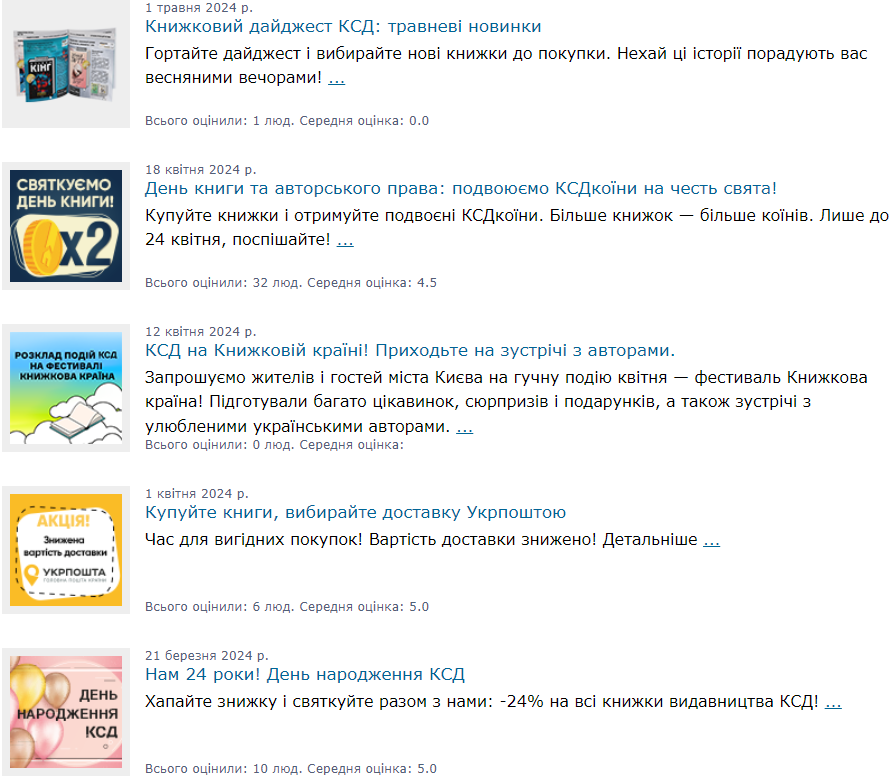 1 травня 2024 р.
Книжковий дайджест КСД: травневі новинки
Гортайте дайджест і вибирайте нові книжки до покупки. Нехай ці історії порадують вас
весняними вечорами! ...
Всього оцінили: 1 люд. Середня оцінка: 0.0
КІНГ
18 квітня 2024 р.
День книги та авторського права: подвоюємо КСДкоїни на честь свята!
Купуйте книжки і отримуйте подвоєні КСДкоїни. Більше книжок — більше коїнів. Лише до
24 квітня, поспішайте! ...
Всього оцінили: 32 люд. Середня оцінка: 4.5
СВЯТКУЄМО
ДЕНЬ КНИГИ!
x2
12 квітня 2024 р.
КСД на Книжковій країні! Приходьте на зустрічі з авторами.
Запрошуємо жителів і гостей міста Києва на гучну подію квітня — фестиваль Книжкова
країна! Підготували багато цікавинок, сюрпризів і подарунків, а також зустрічі з
улюбленими українськими авторами. ...
Всього оцінили: 0 люд. Середня оцінка:
РОЗКЛАД ПОДІЙ КСД
НА ФЕСТИВАЛІ
КНИЖКОВА КРАЇНА
1 квітня 2024 р.
Купуйте книги, вибирайте доставку Укрпоштою
Час для вигідних покупок! Вартість доставки знижено! Детальніше ...
Всього оцінили: 6 люд. Середня оцінка: 5.0
АКЦІЯ!
Знижена
вартість доставки
УКРПОШТА
ГОЛОВНА ПОШТА КРАЇНИ
21 березня 2024 р.
Нам 24 роки! День народження КСД
Хапайте знижку і святкуйте разом з нами: -24% на всі книжки видавництва КСД! ...
Всього оцінили: 10 люд. Середня оцінка: 5.0
ДЕНЬ
НАРОДЖЕННЯ
КСД